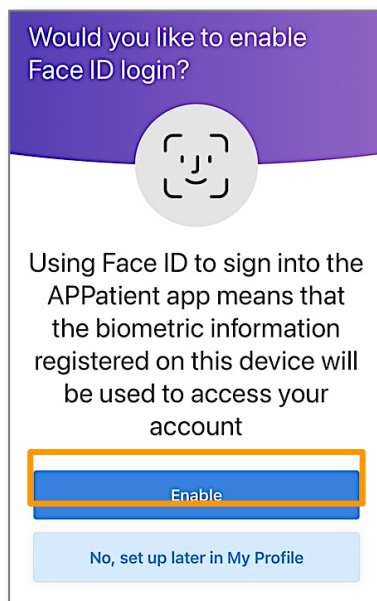 Would you like to enable
Face ID login?
Using Face ID to sign into the
APPatient app means that
the biometric information
registered on this device will
be used to access your
account
Enable
No, set up later in My Profile